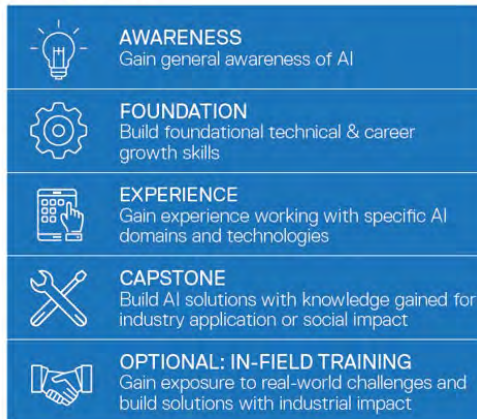 AWARENESS
Gain general awareness of AI
FOUNDATION
Build foundational technical & career
growth skills
EXPERIENCE
Gain experience working with specific AI
domains and technologies
CAPSTONE
Build AI solutions with knowledge gained for
industry application or social impact
OPTIONAL: IN-FIELD TRAINING
Gain exposure to real-world challenges and
build solutions with industrial impact